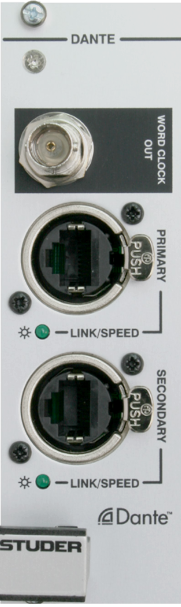 DANTE
WORD CLOCK
OUT
PUSH
PRIMARY
LINK/SPEED
PUSH
SECONDARY
LINK/SPEED
Dante™
STUDER